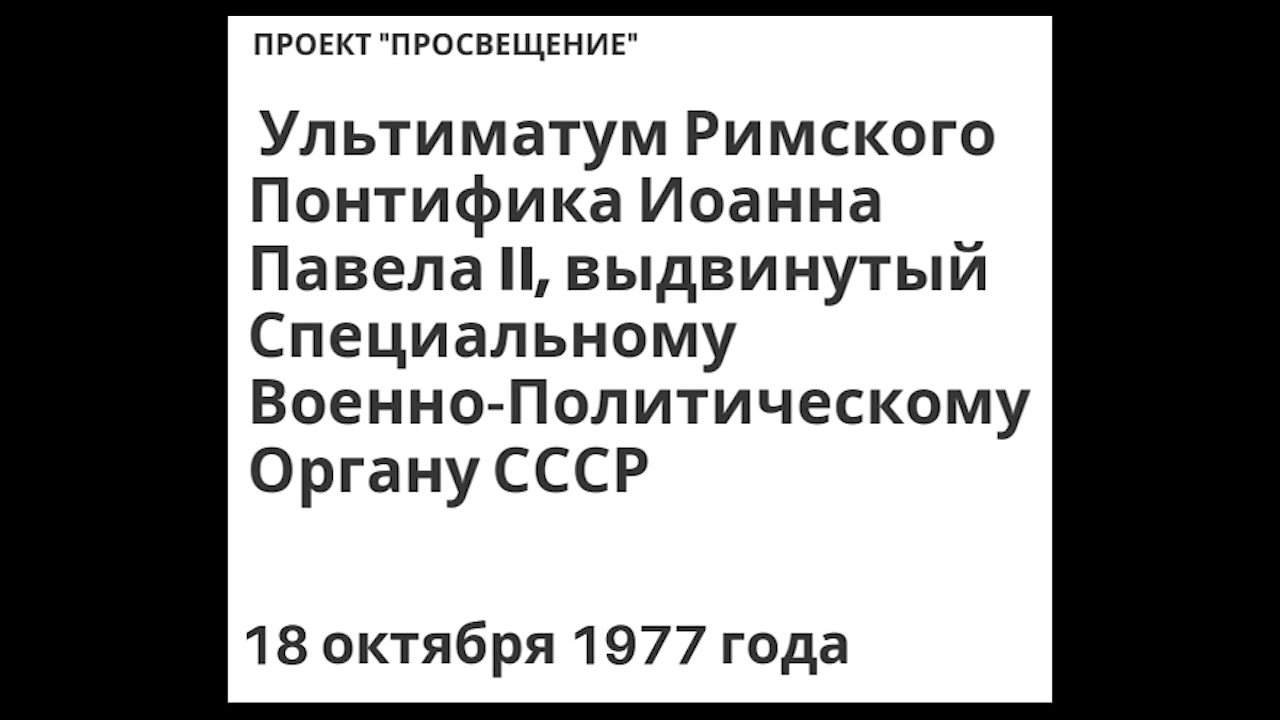 ПРОЕКТ "ПРОСВЕЩЕНИЕ"
Ультиматум Римского
Понтифика Иоанна
Павела II, выдвинутый
Специальному
Военно-Политическому
Органу СССР
18 октября 1977 года